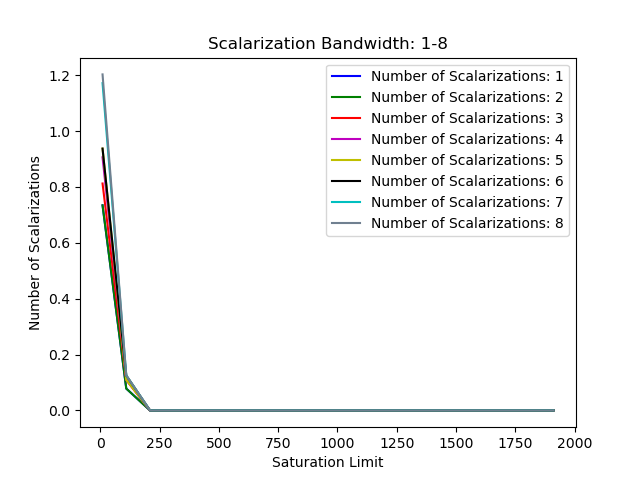 Scalarization Bandwidth: 1-8
Number of Scalarizations
1.2
1.0
0.8
0.6
0.4
0.2
0.0
Number of Scalarizations: 1
Number of Scalarizations: 2
Number of Scalarizations: 3
Number of Scalarizations: 4
Number of Scalarizations: 5
Number of Scalarizations: 6
Number of Scalarizations: 7
Number of Scalarizations: 8
0 250 500 750 1000 1250 1500 1750 2000
Saturation Limit